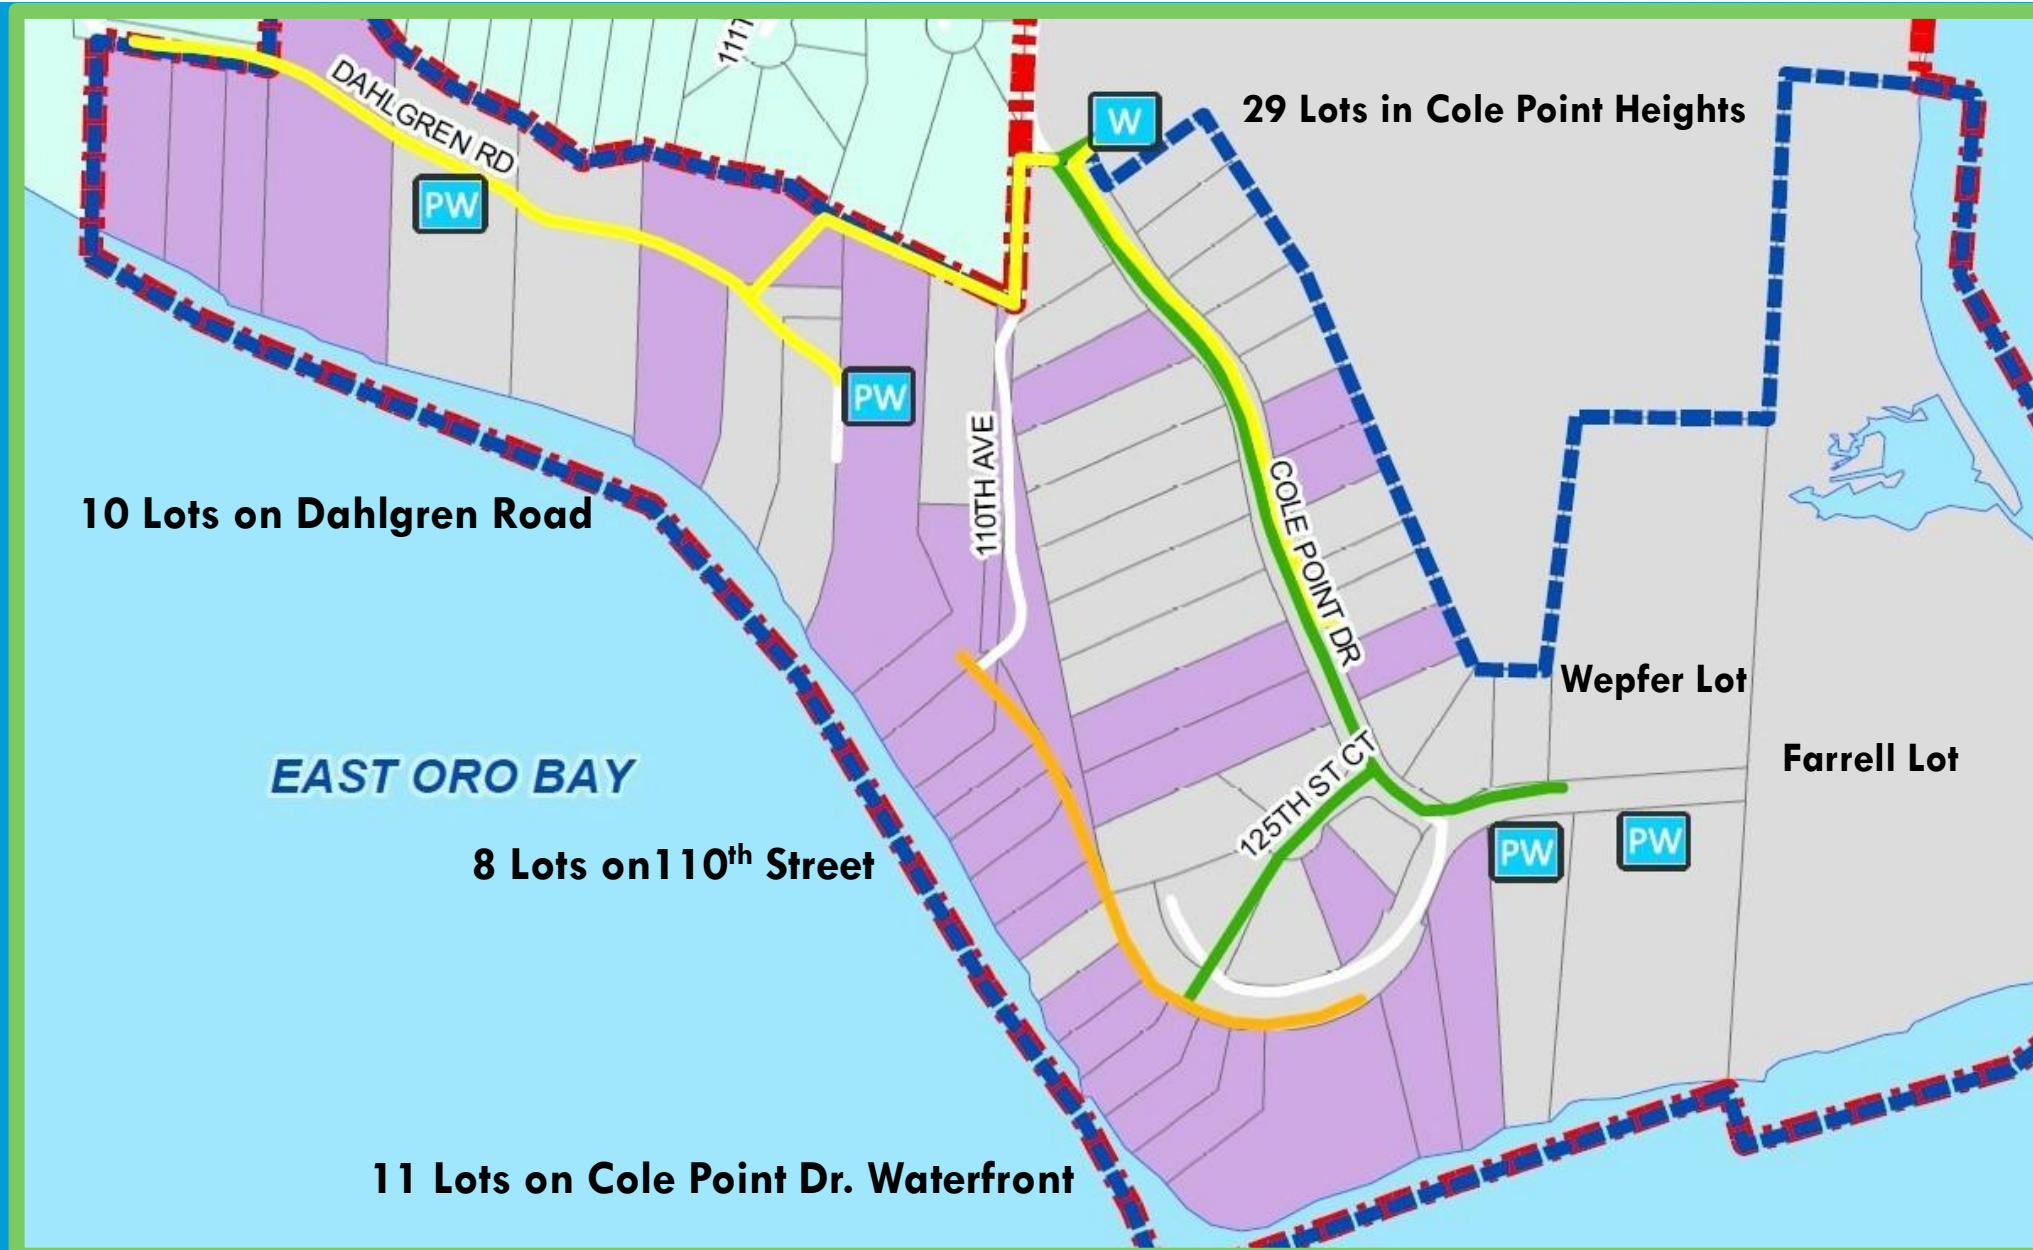 111T
DAHLGREN RD
W
29 Lots in Cole Point Heights
PW
PW
110TH AVE
COLE POINT DR
10 Lots on Dahlgren Road
Wepfer Lot
Farrell Lot
EAST ORO BAY
125TH ST CT
8 Lots on110th Street
PW
PW
11 Lots on Cole Point Dr. Waterfront